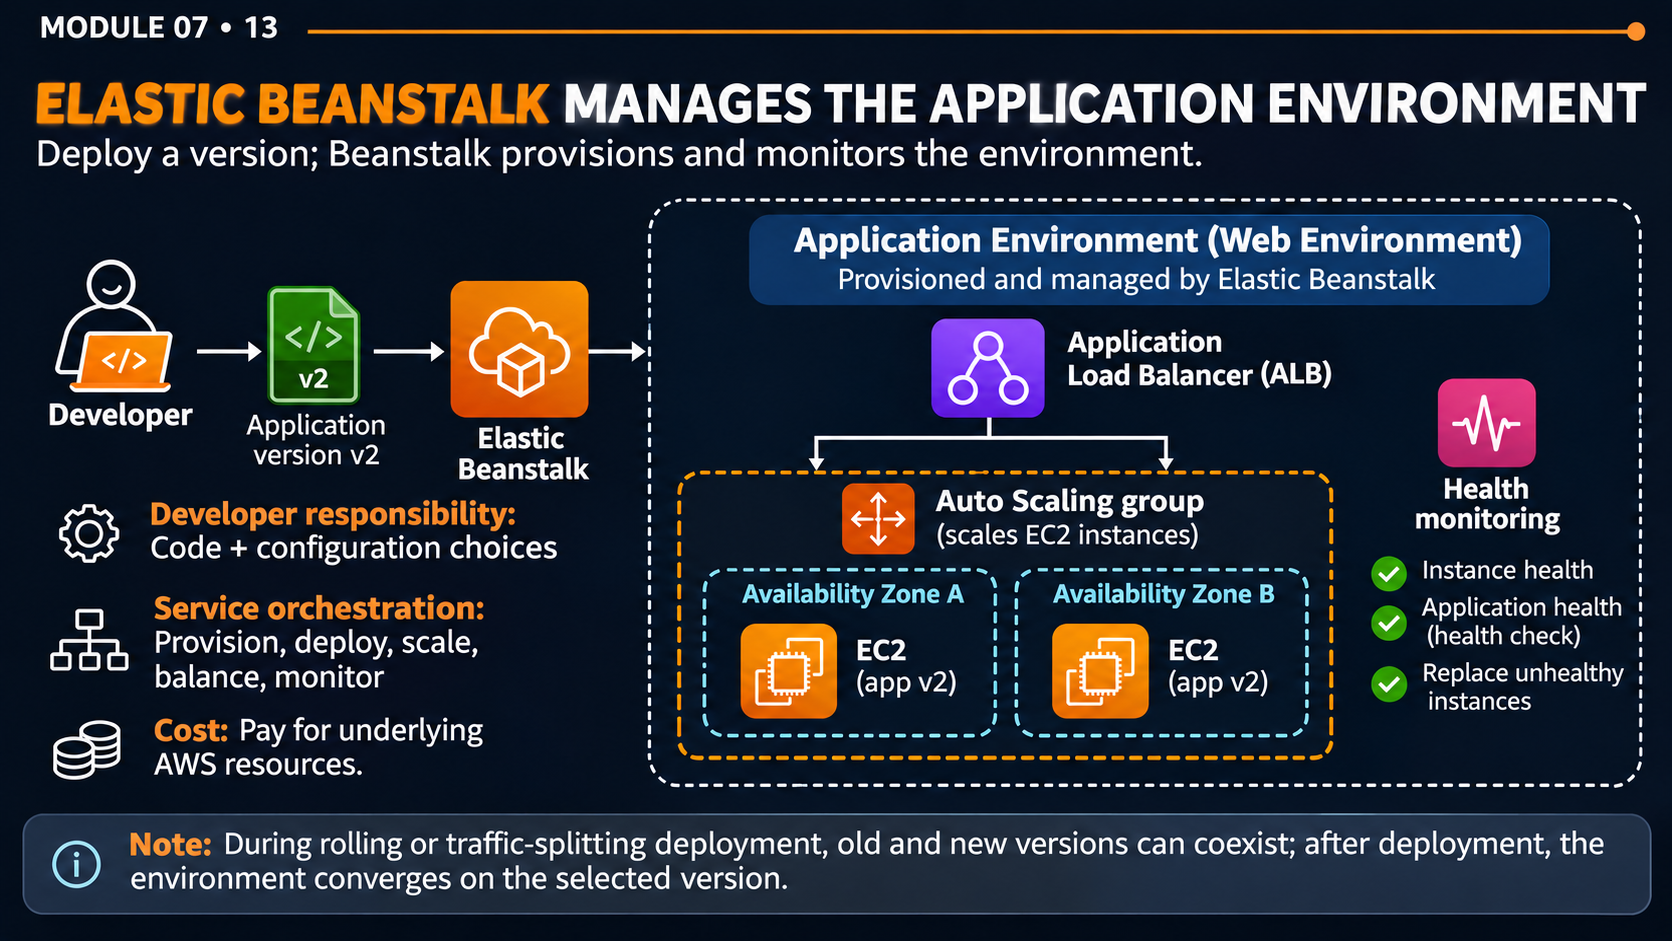 MODULE 07 • 13
ELASTIC BEANSTALK MANAGES THE APPLICATION ENVIRONMENT
Deploy a version; Beanstalk provisions and monitors the environment.
</>
Developer
</>
v2
Application
version v2
Elastic
Beanstalk
Developer responsibility:
Code + configuration choices
Service orchestration:
Provision, deploy, scale,
balance, monitor
Cost: Pay for underlying
AWS resources.
Application Environment (Web Environment)
Provisioned and managed by Elastic Beanstalk
Application
Load Balancer (ALB)
Auto Scaling group
(scales EC2 instances)
Availability Zone A
EC2
(app v2)
Availability Zone B
EC2
(app v2)
Health
monitoring
Instance health
Application health
(health check)
Replace unhealthy
instances
Note: During rolling or traffic-splitting deployment, old and new versions can coexist; after deployment, the
environment converges on the selected version.